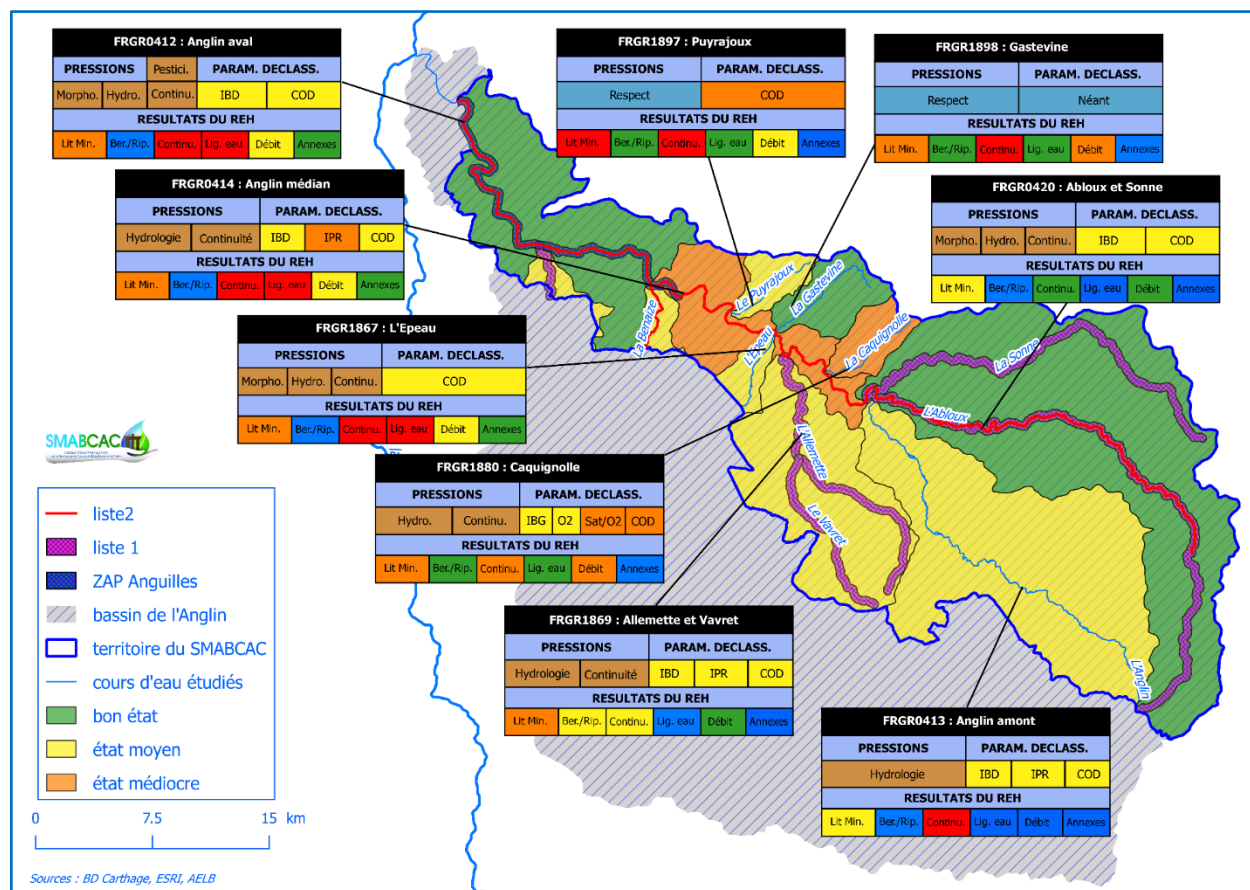 FRGR0412 : Anglin aval
PRESSIONS Pestici. PARAM. DECLASS.
Morpho. Hydro. Continu. IBD COD
RESULTATS DU REH
Lit Min. Ber./Rip. Continu. Lig. eau Débit Annexes
FRGR1897 : Puyrajoux
PRESSIONS PARAM. DECLASS.
Respect COD
RESULTATS DU REH
Lit Min. Ber./Rip. Continu. Lig. eau Débit Annexes
FRGR1898 : Gastevine
PRESSIONS PARAM. DECLASS.
Respect Néant
RESULTATS DU REH
Lit Min. Ber./Rip. Continu. Lig. eau Débit Annexes
FRGR0414 : Anglin médian
PRESSIONS PARAM. DECLASS.
Hydrologie Continuité IBD IPR COD
RESULTATS DU REH
Lit Min. Ber./Rip. Continu. Lig. eau Débit Annexes
FRGR0420 : Abloux et Sonne
PRESSIONS PARAM. DECLASS.
Morpho. Hydro. Continu. IBD COD
RESULTATS DU REH
Lit Min. Ber./Rip. Continu. Lig. eau Débit Annexes
FRGR1867 : L'Epeau
PRESSIONS PARAM. DECLASS.
Morpho. Hydro. Continu. COD
RESULTATS DU REH
Lit Min. Ber./Rip. Continu. Lig. eau Débit Annexes
FRGR1880 : Caquignolle
PRESSIONS PARAM. DECLASS.
Hydro. Continu. IBG O2 Sat/O2 COD
RESULTATS DU REH
Lit Min. Ber./Rip. Continu. Lig. eau Débit Annexes
FRGR1869 : Allemette et Vavret
PRESSIONS PARAM. DECLASS.
Hydrologie Continuité IBD IPR COD
RESULTATS DU REH
Lit Min. Ber./Rip. Continu. Lig. eau Débit Annexes
FRGR0413 : Anglin amont
PRESSIONS PARAM. DECLASS.
Hydrologie IBD IPR COD
RESULTATS DU REH
Lit Min. Ber./Rip. Continu. Lig. eau Débit Annexes
Le Puyrajoux
La Gastevine
La Benaize
L'Epeau
La Caquignolle
La Sonne
L'Abloux
L'Allemette
Le Vavret
L'Anglin
SMABCAC
liste2
liste 1
ZAP Anguilles
bassin de l'Anglin
territoire du SMABCAC
cours d'eau étudiés
bon état
état moyen
état médiocre
0 7.5 15 km
Sources : BD Carthage, ESRI, AELB